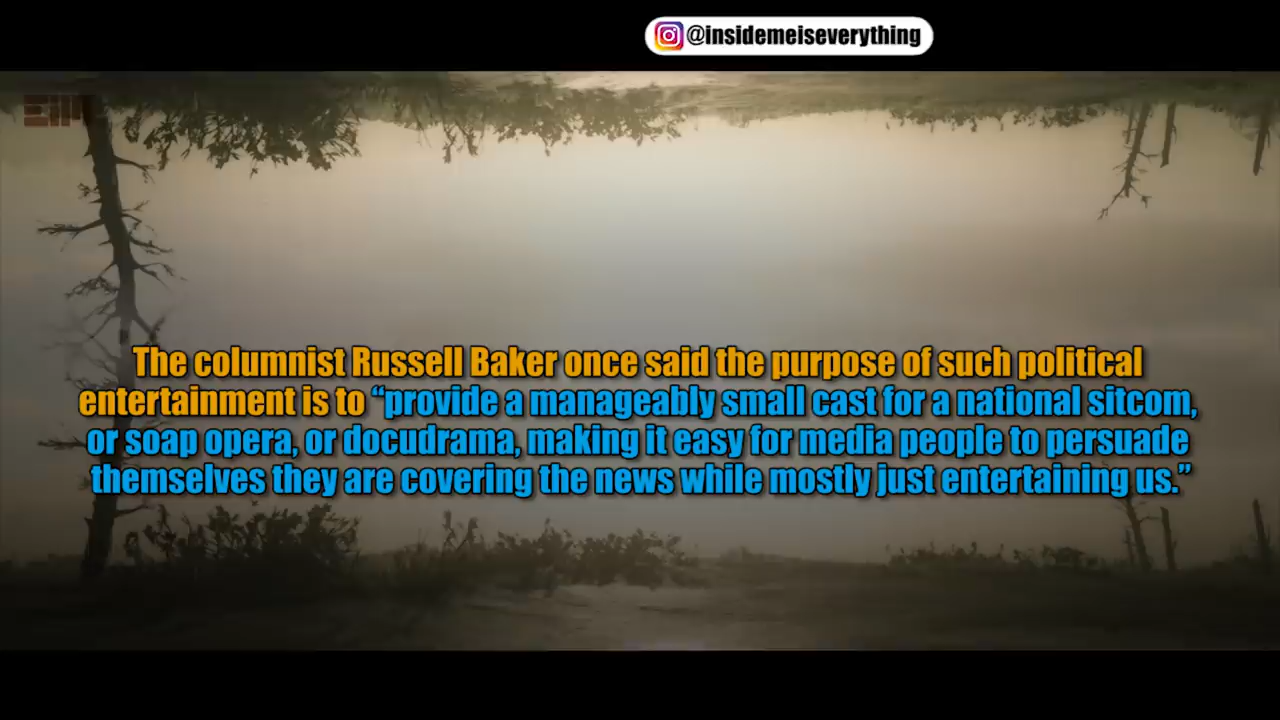 @insidemeiseverything
EIM
The columnist Russell Baker once said the purpose of such political
entertainment is to “provide a manageably small cast for a national sitcom,
or soap opera, or docudrama, making it easy for media people to persuade
themselves they are covering the news while mostly just entertaining us.”